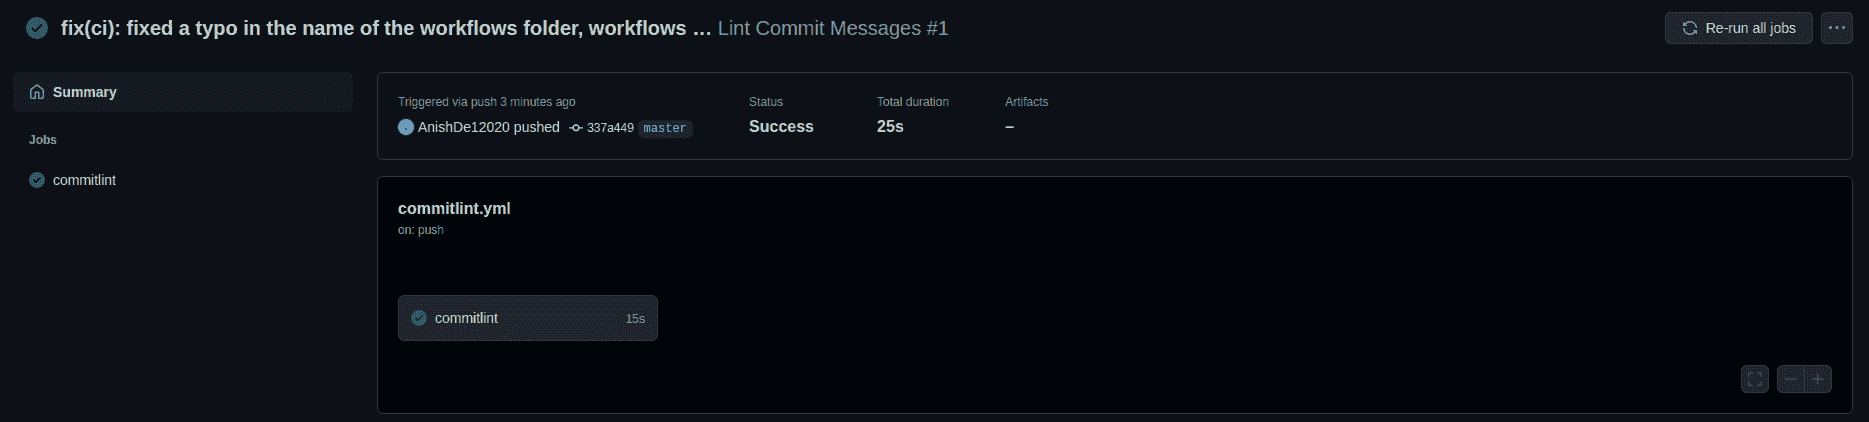 fix(ci): fixed a typo in the name of the workflows folder, workflows ... Lint Commit Messages #1
Re-run all jobs
Summary
Jobs
commitlint
Triggered via push 3 minutes ago
AnishDe12020 pushed 337a449 master
Status
Success
Total duration
25s
Artifacts
–
commitlint.yml
on: push
commitlint 15s